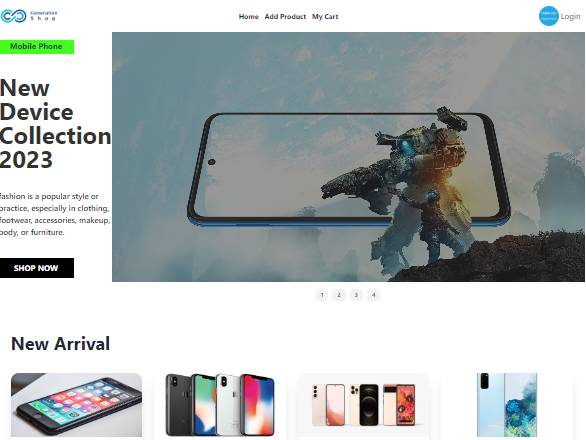 Generation
Shop
Home Add Product My Cart
Login
Mobile Phone
New
Device
Collection
2023
fashion is a popular style or
practice, especially in clothing,
footwear, accessories, makeup,
body, or furniture.
SHOP NOW
1 2 3 4
New Arrival